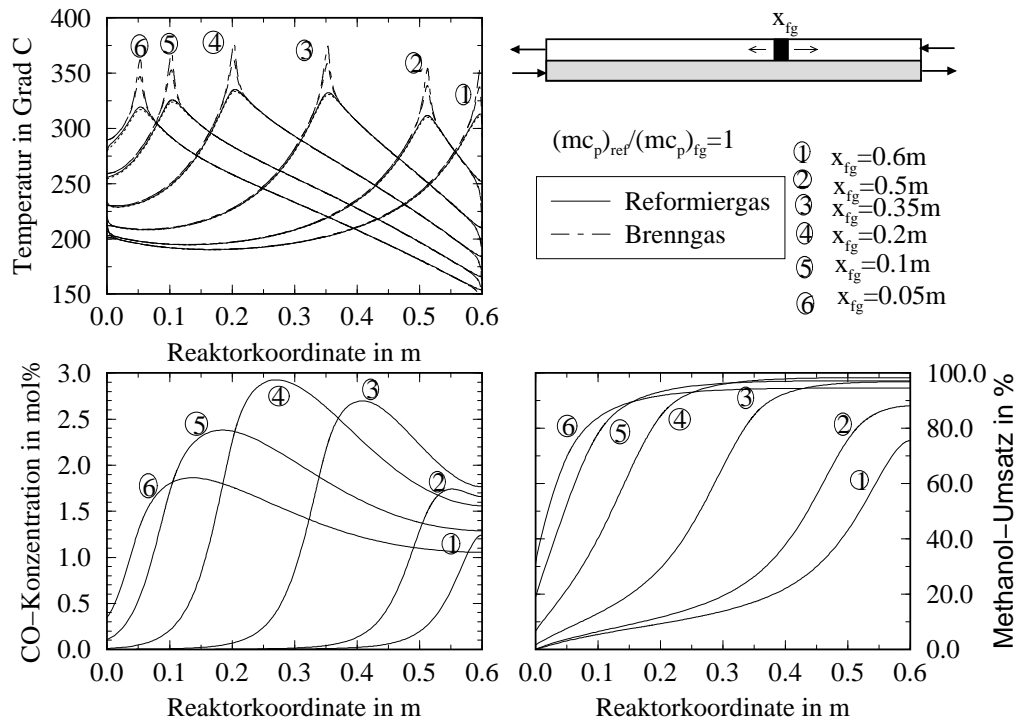 Temperatur in Grad C
400
350
300
250
200
150
6
5
4
3
2
1
0.0 0.1 0.2 0.3 0.4 0.5 0.6
Reaktorkoordinate in m
x_fg
(mc_p)_ref/(mc_p)_fg=1
Reformiergas
Brenngas
1 x_fg=0.6m
2 x_fg=0.5m
3 x_fg=0.35m
4 x_fg=0.2m
5 x_fg=0.1m
6 x_fg=0.05m
CO−Konzentration in mol%
3.0
2.5
2.0
1.5
1.0
0.5
0.0
6
5
4
3
2
1
0.0 0.1 0.2 0.3 0.4 0.5 0.6
Reaktorkoordinate in m
6
5
4
3
2
1
100.0
80.0
60.0
40.0
20.0
0.0
Methanol−Umsatz in %
0.0 0.1 0.2 0.3 0.4 0.5 0.6
Reaktorkoordinate in m